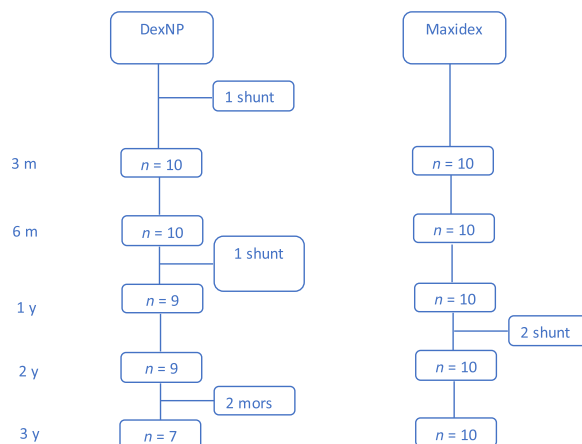 DexNP
Maxidex
1 shunt
3 m
n = 10
n = 10
6 m
n = 10
n = 10
1 shunt
1 y
n = 9
n = 10
2 shunt
2 y
n = 9
n = 10
2 mors
3 y
n = 7
n = 10